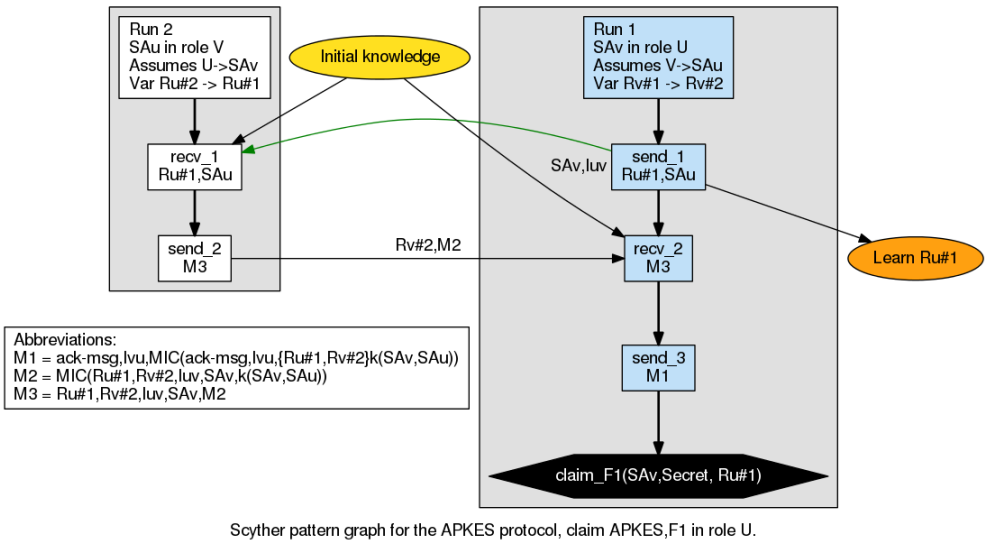 Run 2
SAu in role V
Assumes U->SAv
Var Ru#2 -> Ru#1
Initial knowledge
Run 1
SAv in role U
Assumes V->SAu
Var Rv#1 -> Rv#2
recv_1
Ru#1,SAu
SAv,Iuv
send_1
Ru#1,SAu
send_2
M3
Rv#2,M2
recv_2
M3
Learn Ru#1
Abbreviations:
M1 = ack-msg,Ivu,MIC(ack-msg,Ivu,{Ru#1,Rv#2}k(SAv,SAu))
M2 = MIC(Ru#1,Rv#2,Iuv,SAv,k(SAv,SAu))
M3 = Ru#1,Rv#2,Iuv,SAv,M2
send_3
M1
claim_F1(SAv,Secret, Ru#1)
Scyther pattern graph for the APKES protocol, claim APKES,F1 in role U.